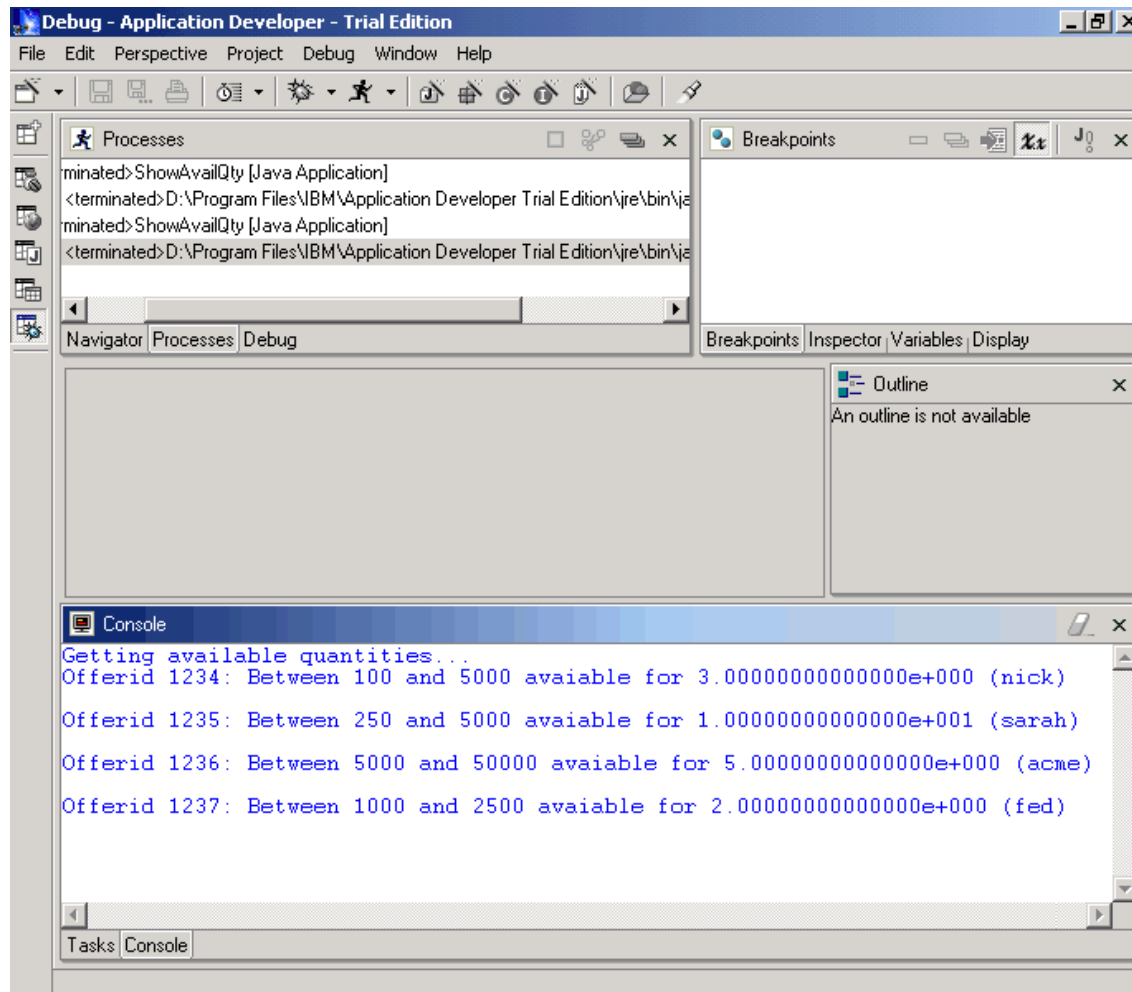 Debug - Application Developer - Trial Edition
File Edit Perspective Project Debug Window Help
Processes
rminated>ShowAvailQty [Java Application]
<terminated>D:\Program Files\IBM\Application Developer Trial Edition\jre\bin\ja
rminated>ShowAvailQty [Java Application]
<terminated>D:\Program Files\IBM\Application Developer Trial Edition\jre\bin\ja
Navigator Processes Debug
Breakpoints
Breakpoints Inspector Variables Display
Outline
An outline is not available
Console
Getting available quantities...
Offerid 1234: Between 100 and 5000 avaiable for 3.00000000000000e+000 (nick)
Offerid 1235: Between 250 and 5000 avaiable for 1.00000000000000e+001 (sarah)
Offerid 1236: Between 5000 and 50000 avaiable for 5.00000000000000e+000 (acme)
Offerid 1237: Between 1000 and 2500 avaiable for 2.00000000000000e+000 (fed)
Tasks Console